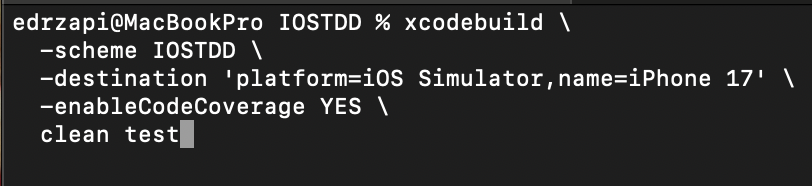 edrzapi@MacBookPro IOSTDD % xcodebuild \
-scheme IOSTDD \
-destination 'platform=iOS Simulator,name=iPhone 17' \
-enableCodeCoverage YES \
clean test